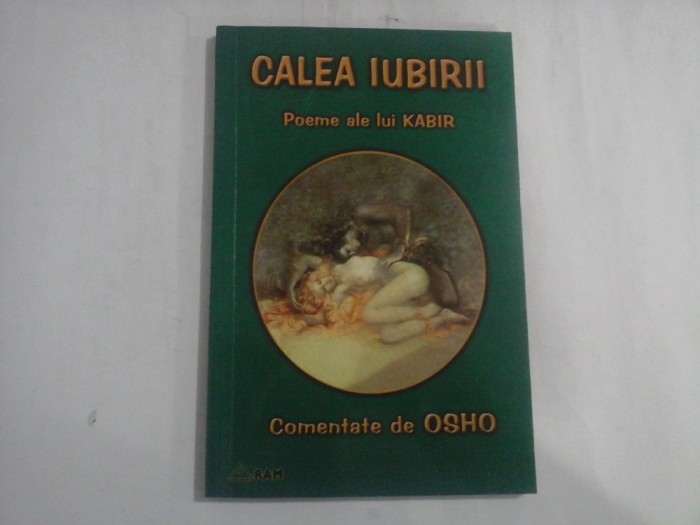 CALEA IUBIRII
Poeme ale lui KABIR
Comentate de OSHO
RAM